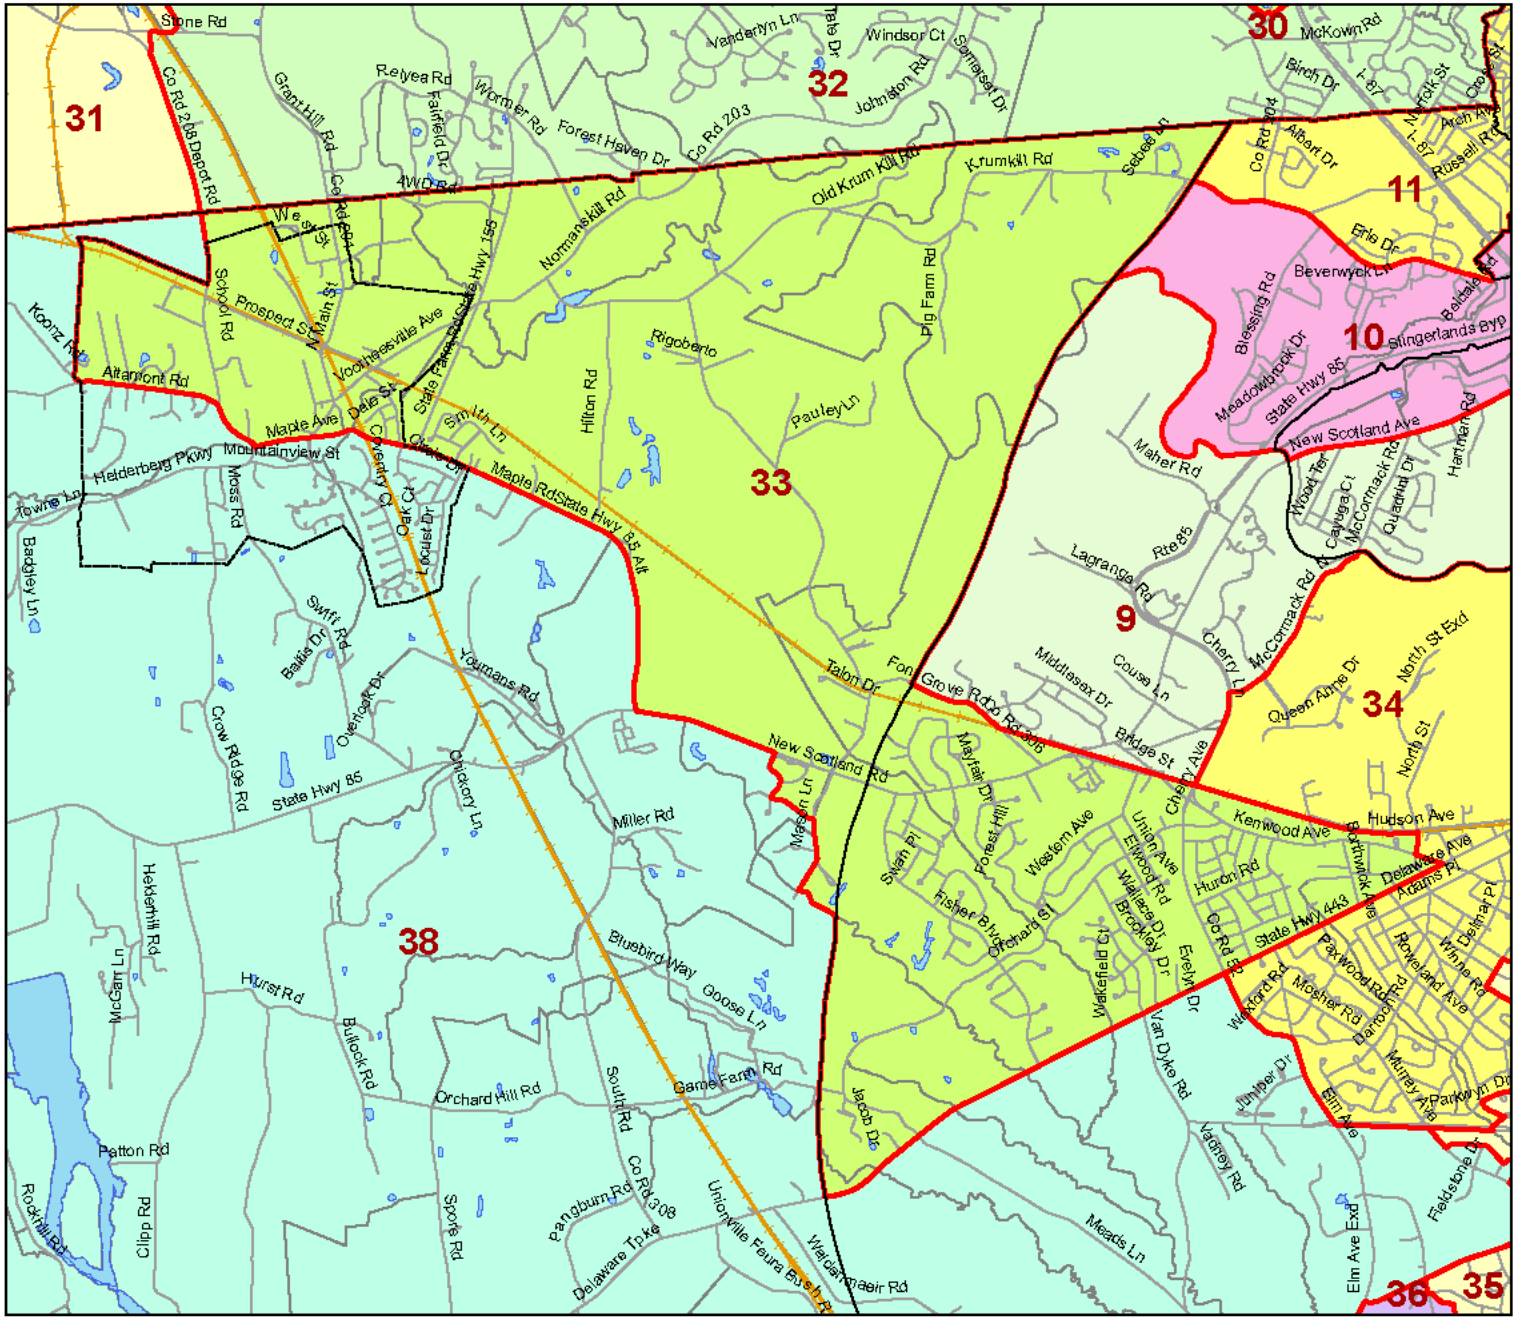 Stone Rd
Vanderlyn Ln
Tate Dr
Windsor Ct
Somerset Dr
30
McKown Rd
I- 87
Birch Dr
Norfolk St
31
Co Rd 208
Depot Rd
Grant Hill Rd
Relyea Rd
Fairfield Dr
Wormer Rd
32
Johnston Rd
Co Rd 203
Forest Haven Dr
Co Rd 204
Albert Dr
Arch Ave
I- 87
Russell Rd
11
4WD Rd
Co Rd 201
West St
Normanskill Rd
Old Krum Kill Rd
Krumkill Rd
Sebee Ln
Erie Dr
Beverwyck Ln
State Hwy 155
School Rd
Prospect St
N Main St
Voorheesville Ave
State Farm Rd
Koonz Rd
Altamont Rd
Rigoberto
Pig Farm Rd
Blessing Rd
10
Slingerlands Byp
Meadowbrook Dr
State Hwy 85
New Scotland Ave
Hartman Rd
Maple Ave
Dale St
Smith Ln
Hilton Rd
Pauley Ln
Circle Dr
Coventry Ct
Mountainview St
Helderberg Pkwy
Towne Ln
Moss Rd
Oak Ct
Locust Dr
Maple Rd
State Hwy 85 Alt
33
Maher Rd
Wood Ter
Cayuga Ct
McCormack Rd
Quadrini Dr
Rte 85
Lagrange Rd
9
Badgley Ln
Swift Rd
Baltis Dr
Overlook Dr
Youmans Rd
Talon Dr
Font Grove Rd
Co Rd 306
Middlesex Dr
Couse Ln
Cherry Ln
McCormack Rd N
Queen Anne Dr
North St Exd
34
Crow Ridge Rd
State Hwy 85
Chickory Ln
Miller Rd
New Scotland Rd
Mason Ln
Mayfair Dr
Bridge St
Cherry Ave
North St
Kenwood Ave
Hudson Ave
Borthwick Ave
Delaware Ave
Adams Pl
Swan Pl
Forest Hill
Western Ave
Union Ave
Elwood Rd
Wallace Dr
Brockley Dr
Huron Rd
Helderhill Rd
38
Fisher Blvd
Orchard St
Wakefield Ct
Evelyn Dr
Co Rd 52
State Hwy 443
Delmar Pl
Winne Rd
Roweland Ave
Paxwood Rd
Mosher Rd
Darroch Rd
Wexford Rd
McGarr Ln
Hurst Rd
Bullock Rd
Bluebird Way
Goose Ln
Game Farm Rd
Orchard Hill Rd
South Rd
Jacob Dr
Van Dyke Rd
Juniper Dr
Elm Ave
Murray Ave
Parkwyn Dr
Patton Rd
Vadney Rd
Fieldstone Dr
Rockhill Rd
Clipp Rd
Spore Rd
Pangburn Rd
Co Rd 308
Delaware Tpke
Unionville Feura Bush R
Waldenmaeir Rd
Meads Ln
Elm Ave Exd
36
35